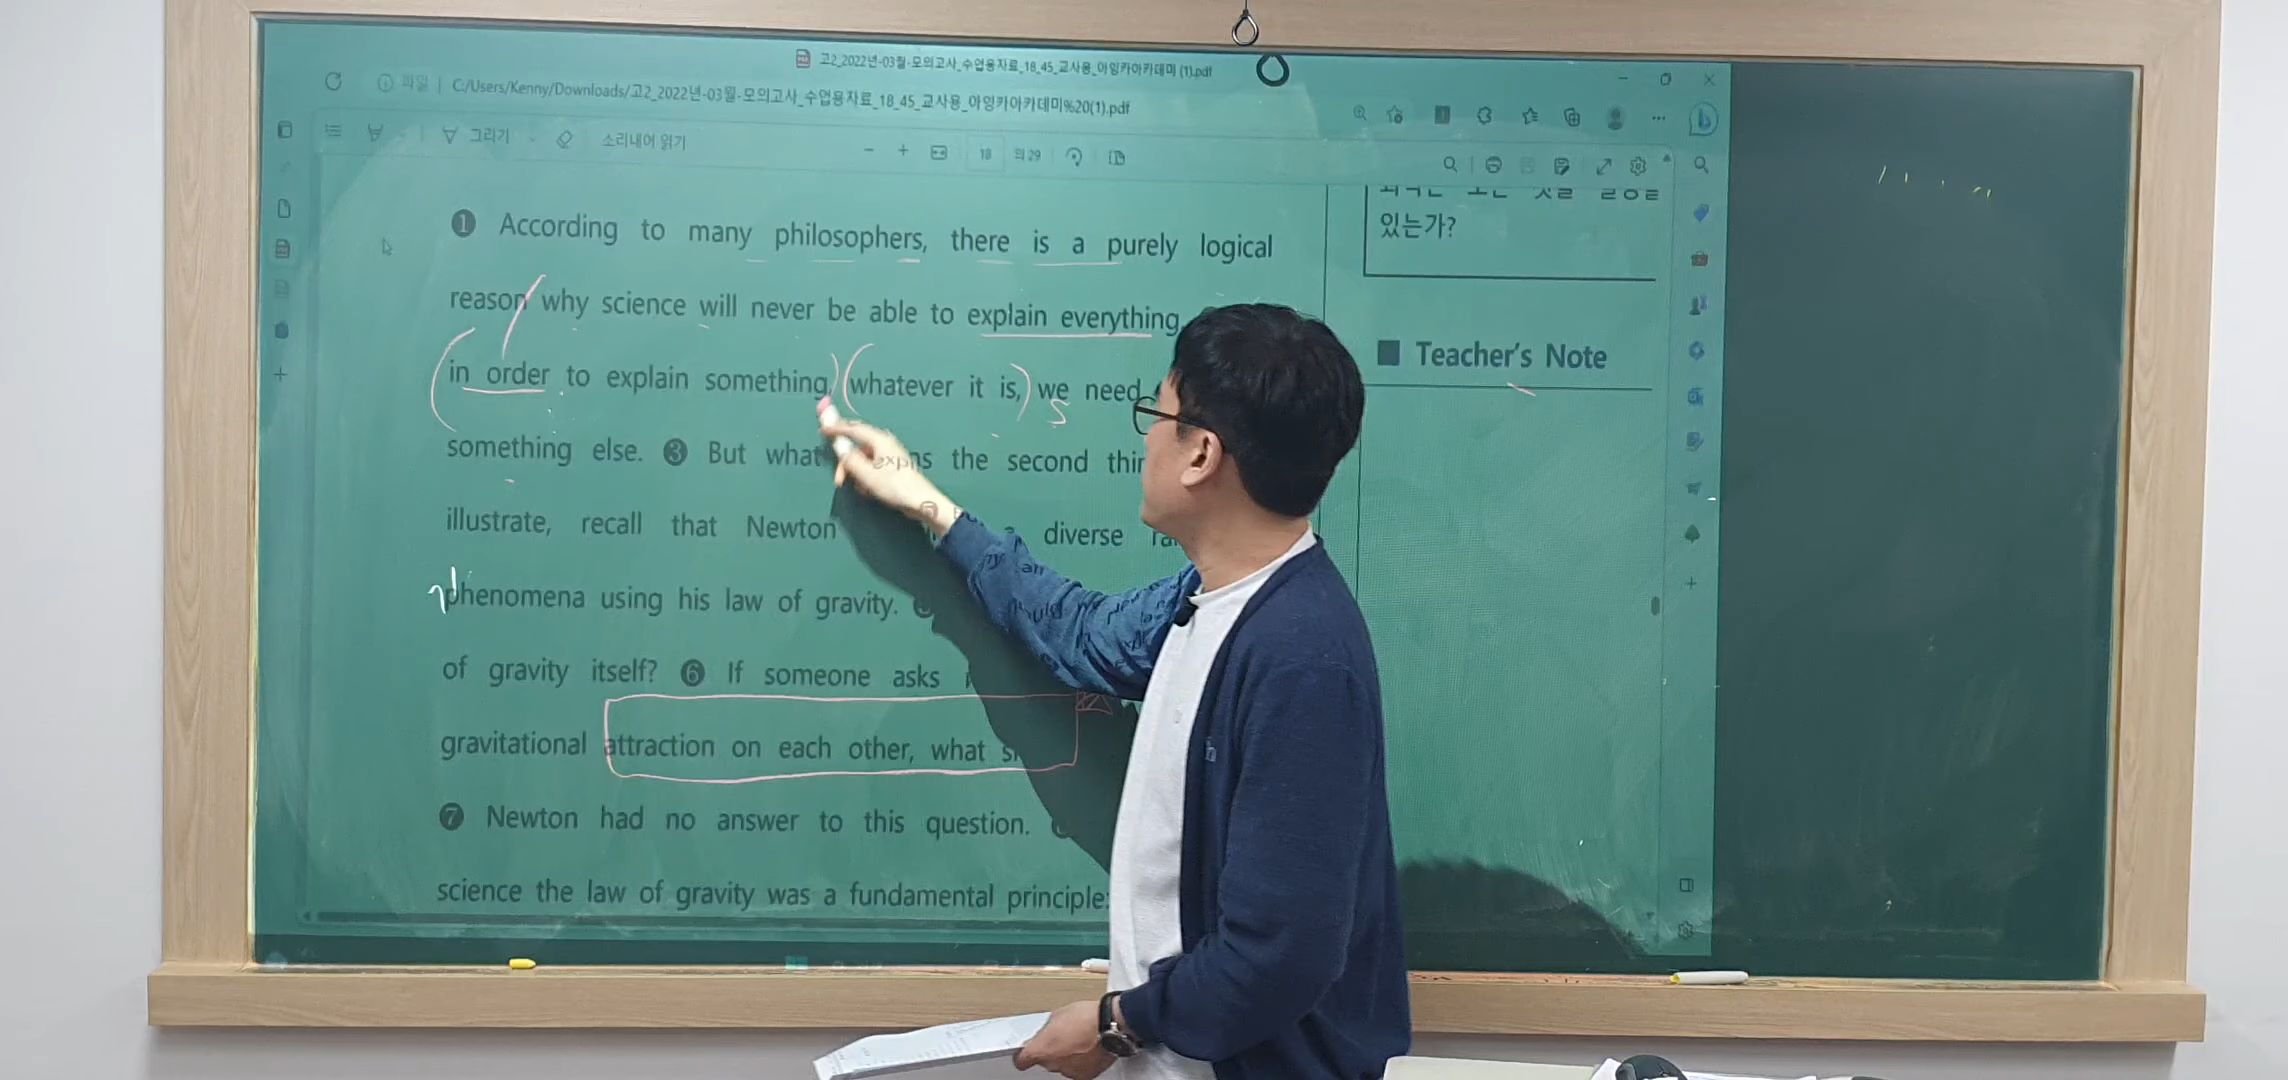 고2_2022년-03월-모의고사_수업용자료_18_45_교사용_아잉카아카데미 (1).pdf
파일 | C:/Users/Kenny/Downloads/고2_2022년-03월-모의고사_수업용자료_18_45_교사용_아잉카아카데미%20(1).pdf
그리기 소리내어 읽기 18 의 29
❶ According to many philosophers, there is a purely logical
reason why science will never be able to explain everything
in order to explain something, whatever it is, we need
S
something else. ❸ But what the second
illustrate, recall that Newton diverse
phenomena using his law of gravity.
of gravity itself? ❻ If someone asks
gravitational attraction on each other, what
❼ Newton had no answer to this question.
science the law of gravity was a fundamental principle:
있는가?
■ Teacher's Note